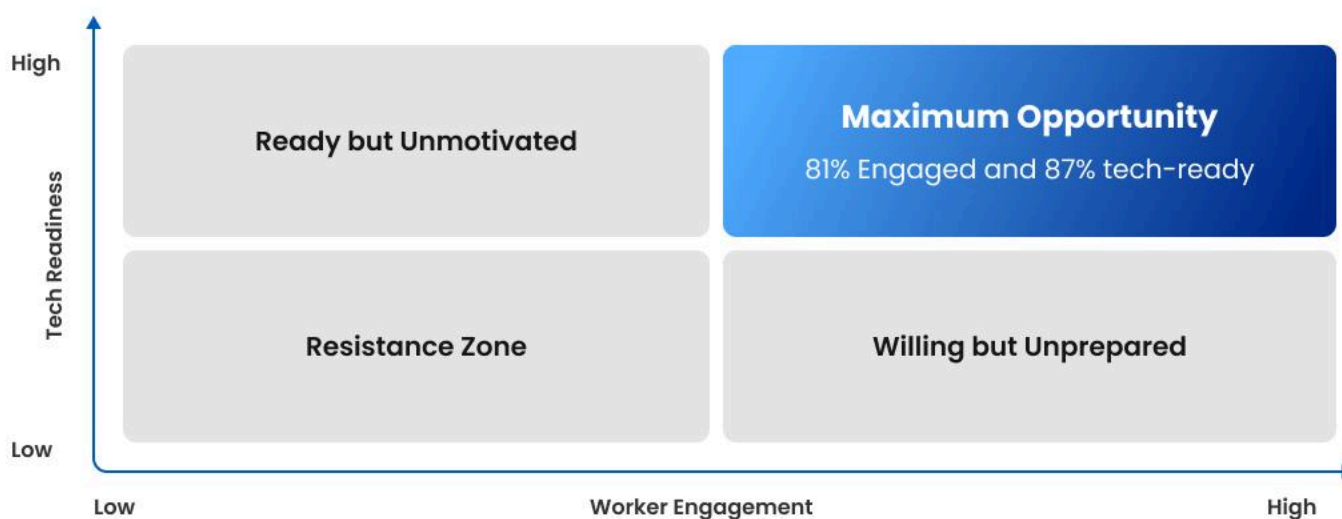 High
Ready but Unmotivated
Maximum Opportunity
81% Engaged and 87% tech-ready
Tech Readiness
Resistance Zone
Willing but Unprepared
Low
Low
Worker Engagement
High